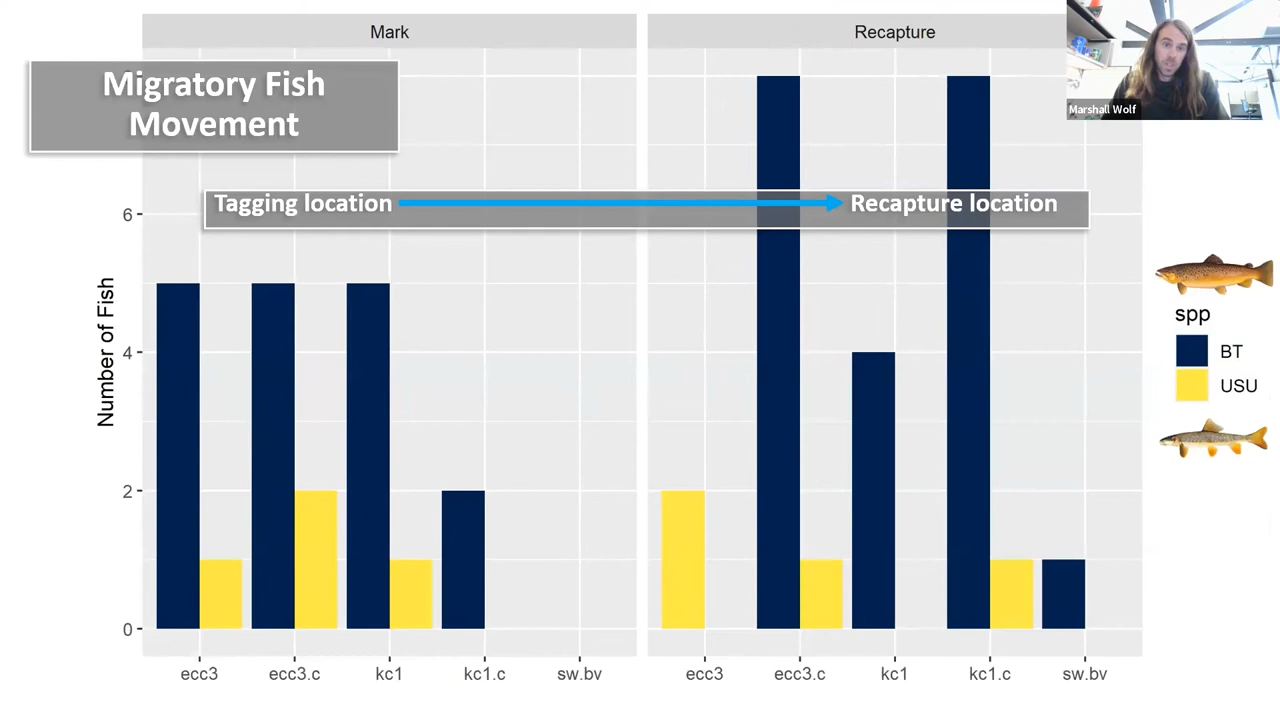 Mark
Recapture
Migratory Fish
Movement
Marshall Wolf
Tagging location
Recapture location
Number of Fish
6
4
2
0
spp
BT
USU
ecc3
ecc3.c
kc1
kc1.c
sw.bv
ecc3
ecc3.c
kc1
kc1.c
sw.bv